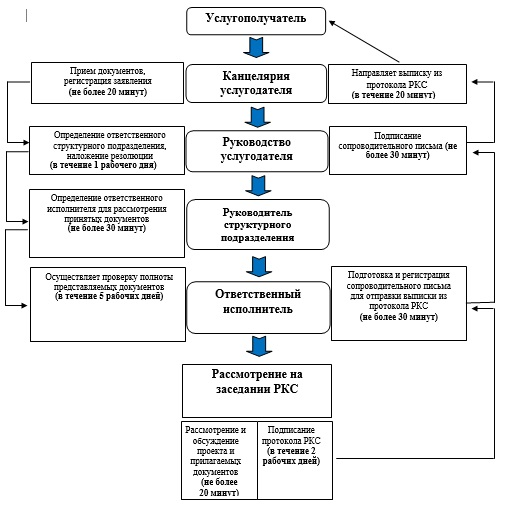 Услугополучатель
Прием документов,
регистрация заявления
(не более 20 минут)
Канцелярия
услугодателя
Направляет выписку из
протокола РКС
(в течение 20 минут)
Определение ответственного
структурного подразделения,
наложение резолюции
(в течение 1 рабочего дня)
Руководство
услугодателя
Подписание
сопроводительного письма (не
более 30 минут)
Определение ответственного
исполнителя для рассмотрения
принятых документов
(не более 30 минут)
Руководитель
структурного
подразделения
Осуществляет проверку полноты
представляемых документов
(в течение 5 рабочих дней)
Ответственный
исполнитель
Подготовка и регистрация
сопроводительного письма
для отправки выписки из
протокола РКС
(не более 30 минут)
Рассмотрение на
заседании РКС
Рассмотрение и
обсуждение
проекта и
прилагаемых
документов
(не более
20 минут)
Подписание
протокола РКС
(в течение 2
рабочих дней)